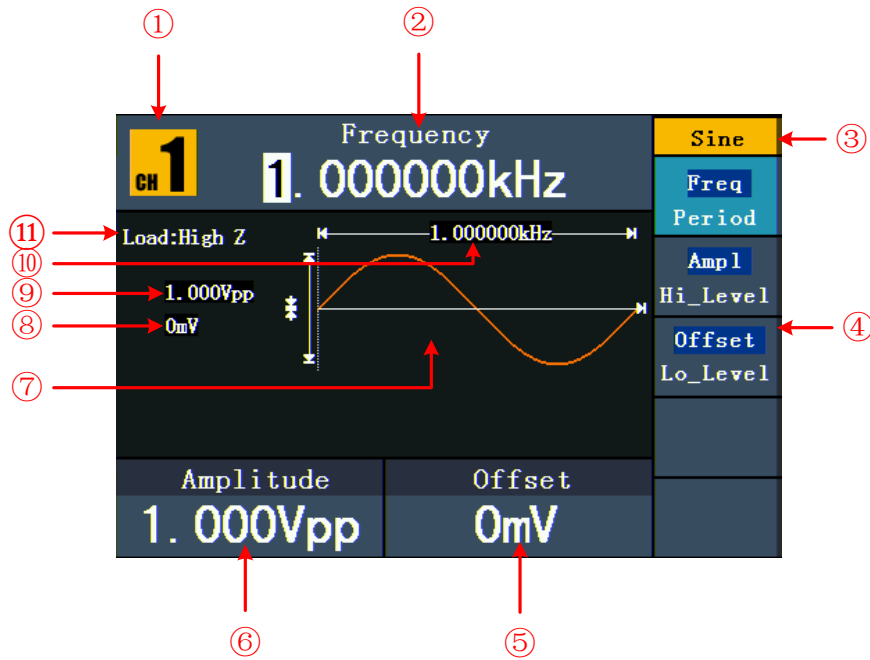 ① ② 
CH 1
Frequency
1.000000kHz
Sine
③
Freq
Period
⑪
Load:High Z
1.000000kHz
⑩
Ampl
Hi_Level
⑨
1.000Vpp
⑧
0mV
Offset
Lo_Level
④
⑦
Amplitude
1.000Vpp
Offset
0mV
⑥
⑤